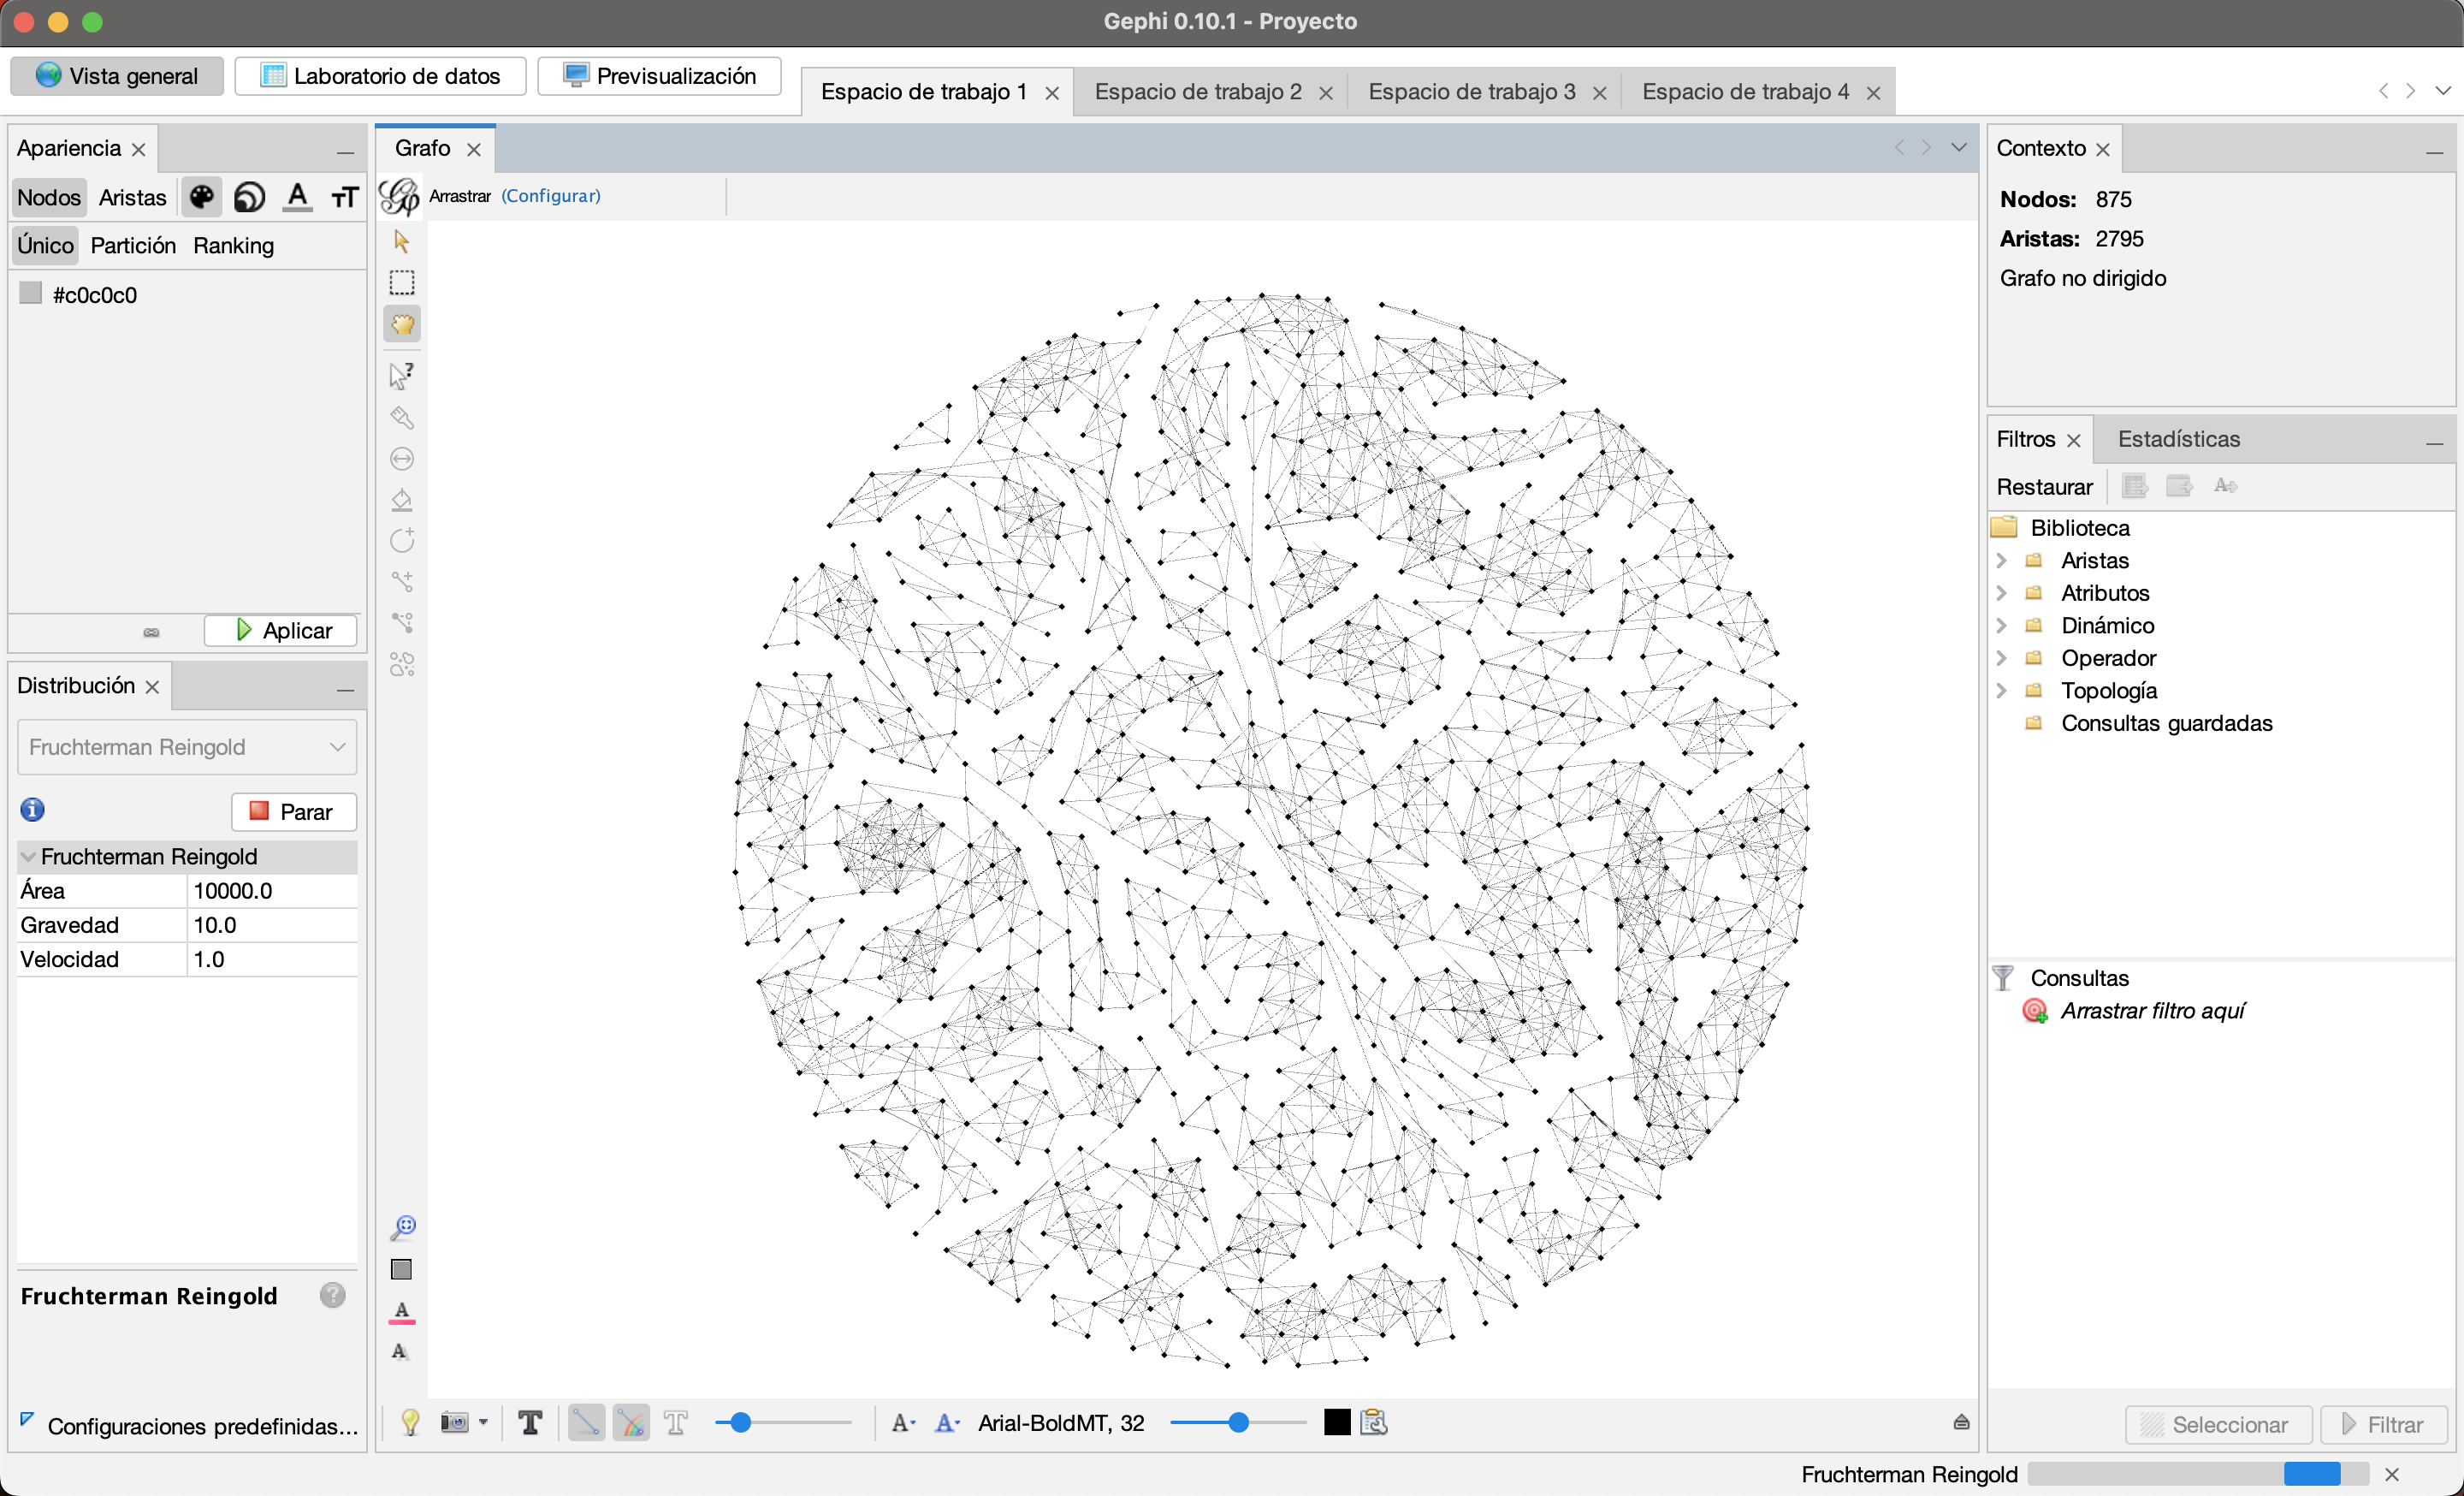 Gephi 0.10.1 - Proyecto
Vista general
Laboratorio de datos
Previsualización
Espacio de trabajo 1
Espacio de trabajo 2
Espacio de trabajo 3
Espacio de trabajo 4
Apariencia
Nodos
Aristas
Único
Partición
Ranking
#c0c0c0
Aplicar
Distribución
Fruchterman Reingold
Parar
Fruchterman Reingold
Área 10000.0
Gravedad 10.0
Velocidad 1.0
Fruchterman Reingold
Configuraciones predefinidas...
Grafo
Arrastrar (Configurar)
Arial-BoldMT, 32
Contexto
Nodos: 875
Aristas: 2795
Grafo no dirigido
Filtros
Estadísticas
Restaurar
Biblioteca
Aristas
Atributos
Dinámico
Operador
Topología
Consultas guardadas
Consultas
Arrastrar filtro aquí
Seleccionar
Filtrar
Fruchterman Reingold